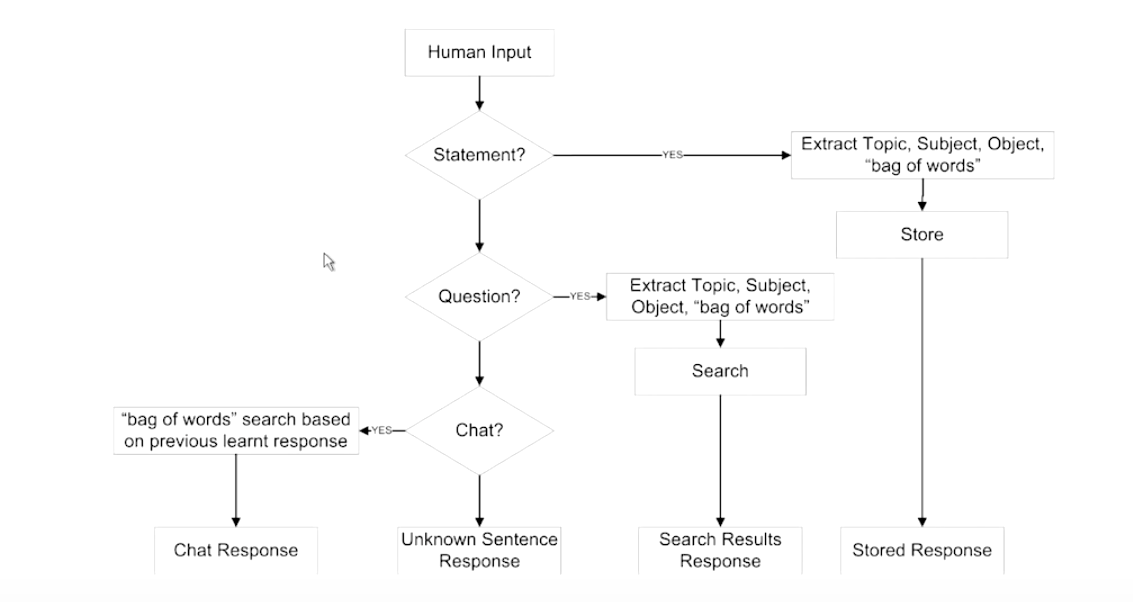 Human Input
Statement?
YES
Extract Topic, Subject, Object,
“bag of words”
Store
Question?
YES
Extract Topic, Subject,
Object, “bag of words”
Search
Chat?
YES
“bag of words” search based
on previous learnt response
Chat Response
Unknown Sentence
Response
Search Results
Response
Stored Response